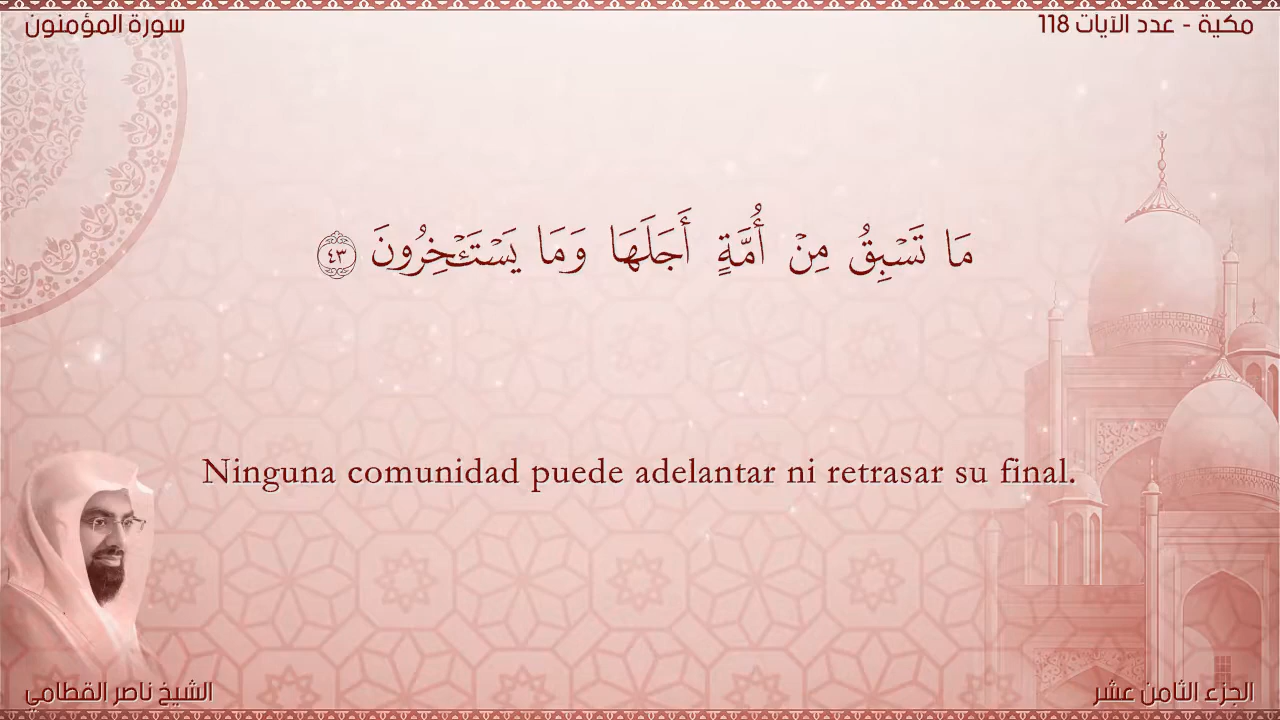 سورة المؤمنون
مكية - عدد الآيات 118
مَا تَسْبِقُ مِنْ أُمَّةٍ أَجَلَهَا وَمَا يَسْتَـْٔخِرُونَ ٤٣
Ninguna comunidad puede adelantar ni retrasar su final.
الشيخ ناصر القطامي
الجزء الثامن عشر